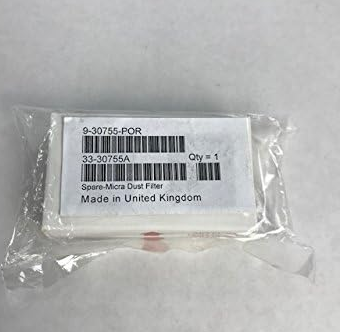 9-30755-POR
33-30755A Qty = 1
Spare-Micra Dust Filter
Made in United Kingdom